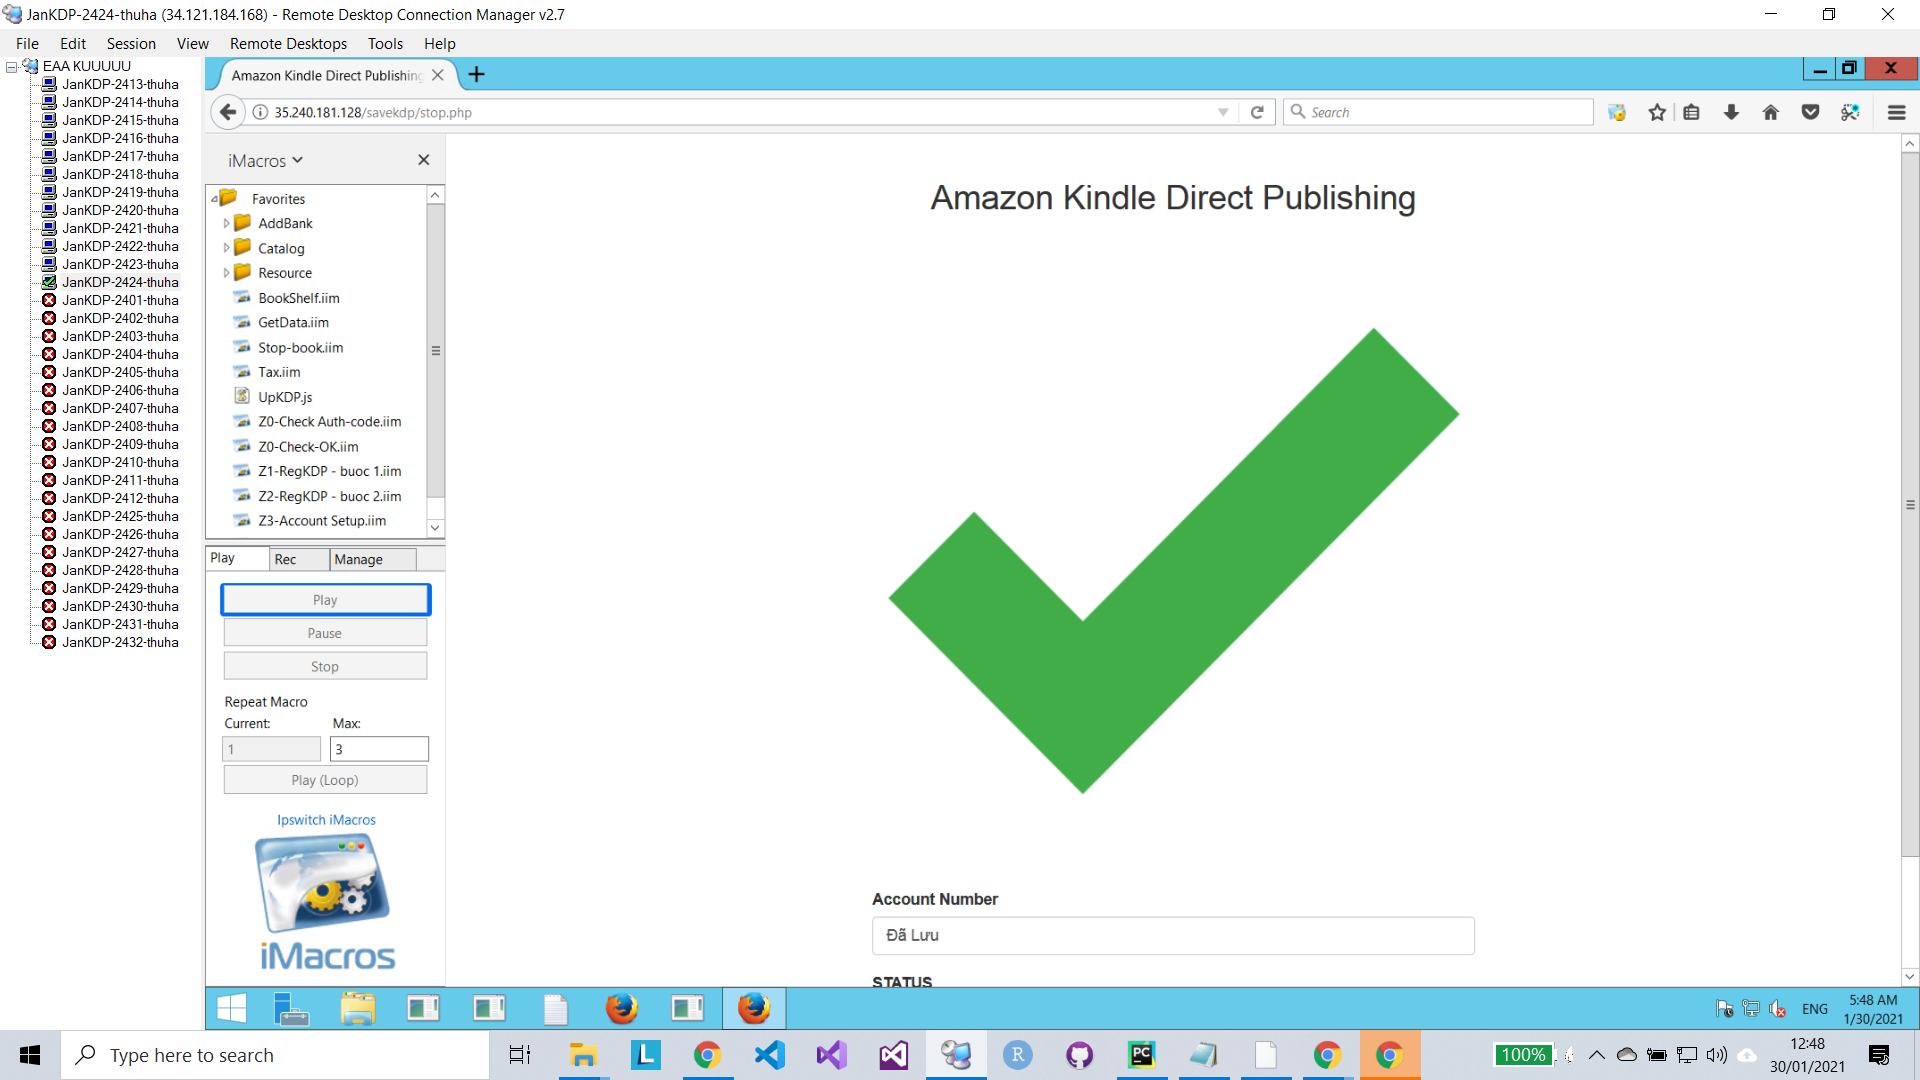 JanKDP-2424-thuha (34.121.184.168) - Remote Desktop Connection Manager v2.7
File Edit Session View Remote Desktops Tools Help
EAA KUUUUU
JanKDP-2413-thuha
JanKDP-2414-thuha
JanKDP-2415-thuha
JanKDP-2416-thuha
JanKDP-2417-thuha
JanKDP-2418-thuha
JanKDP-2419-thuha
JanKDP-2420-thuha
JanKDP-2421-thuha
JanKDP-2422-thuha
JanKDP-2423-thuha
JanKDP-2424-thuha
JanKDP-2401-thuha
JanKDP-2402-thuha
JanKDP-2403-thuha
JanKDP-2404-thuha
JanKDP-2405-thuha
JanKDP-2406-thuha
JanKDP-2407-thuha
JanKDP-2408-thuha
JanKDP-2409-thuha
JanKDP-2410-thuha
JanKDP-2411-thuha
JanKDP-2412-thuha
JanKDP-2425-thuha
JanKDP-2426-thuha
JanKDP-2427-thuha
JanKDP-2428-thuha
JanKDP-2429-thuha
JanKDP-2430-thuha
JanKDP-2431-thuha
JanKDP-2432-thuha
Amazon Kindle Direct Publishing
35.240.181.128/savekdp/stop.php
Search
iMacros
Favorites
AddBank
Catalog
Resource
BookShelf.iim
GetData.iim
Stop-book.iim
Tax.iim
UpKDP.js
Z0-Check Auth-code.iim
Z0-Check-OK.iim
Z1-RegKDP - buoc 1.iim
Z2-RegKDP - buoc 2.iim
Z3-Account Setup.iim
Play Rec Manage
Play
Pause
Stop
Repeat Macro
Current: Max:
1 3
Play (Loop)
Ipswitch iMacros
iMacros
Amazon Kindle Direct Publishing
Account Number
Đã Lưu
STATUS
ENG
5:48 AM
1/30/2021
Type here to search
L
R
PC
100%
12:48
30/01/2021